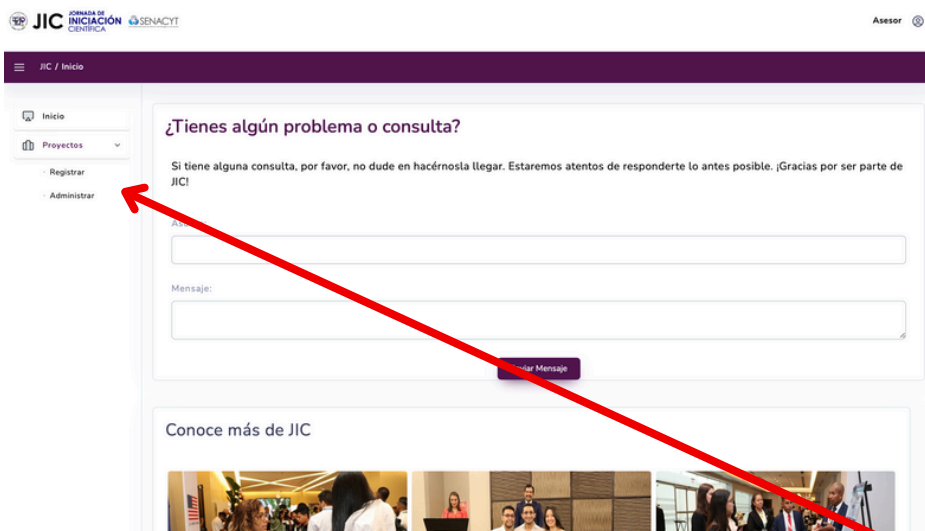 JIC JORNADA DE INICIACIÓN CIENTÍFICA SENACYT
Asesor
JIC / Inicio
Inicio
Proyectos
· Registrar
· Administrar
¿Tienes algún problema o consulta?
Si tiene alguna consulta, por favor, no dude en hacérnosla llegar. Estaremos atentos de responderte lo antes posible. ¡Gracias por ser parte de
JIC!
Mensaje:
Mensaje
Conoce más de JIC